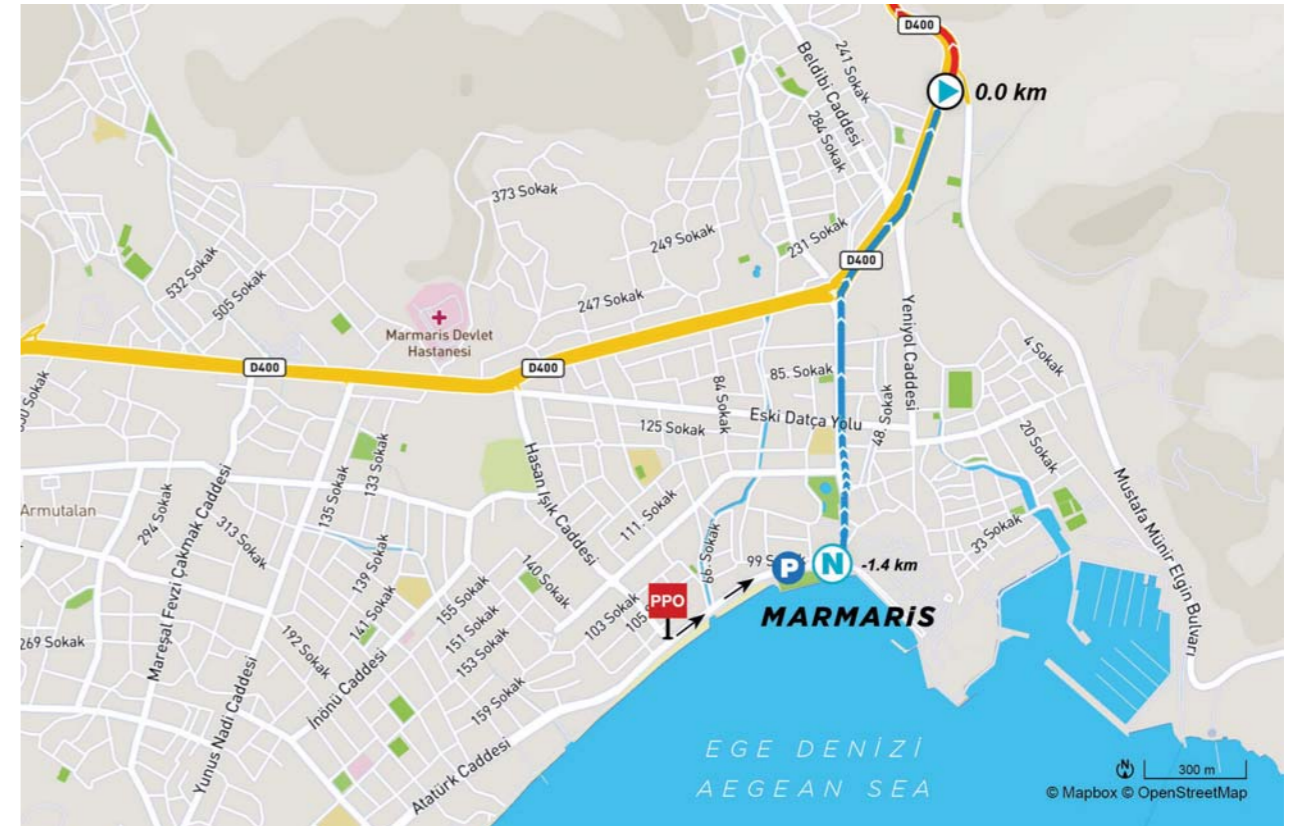 D400
0.0 km
Beldibi Caddesi
241 Sokak
284 Sokak
373 Sokak
249 Sokak
231 Sokak
D400
532 Sokak
505 Sokak
247 Sokak
Marmaris Devlet
Hastanesi
D400
D400
Yeniyol Caddesi
4 Sokak
85. Sokak
84 Sokak
Eski Datça Yolu
48. Sokak
125 Sokak
20 Sokak
Hasan Işık Caddesi
133 Sokak
135 Sokak
Mustafa Münir Elgin Bulvarı
Armutalan
294 Sokak
313 Sokak
Mareşal Fevzi Çakmak Caddesi
111. Sokak
33 Sokak
139 Sokak
140 Sokak
66. Sokak
P
N
-1.4 km
MARMARiS
PPO
103 Sokak
141 Sokak
155 Sokak
151 Sokak
153 Sokak
192 Sokak
269 Sokak
İnönü Caddesi
159 Sokak
Yunus Nadi Caddesi
Atatürk Caddesi
EGE DENİZİ
AEGEAN SEA
N
300 m
© Mapbox © OpenStreetMap